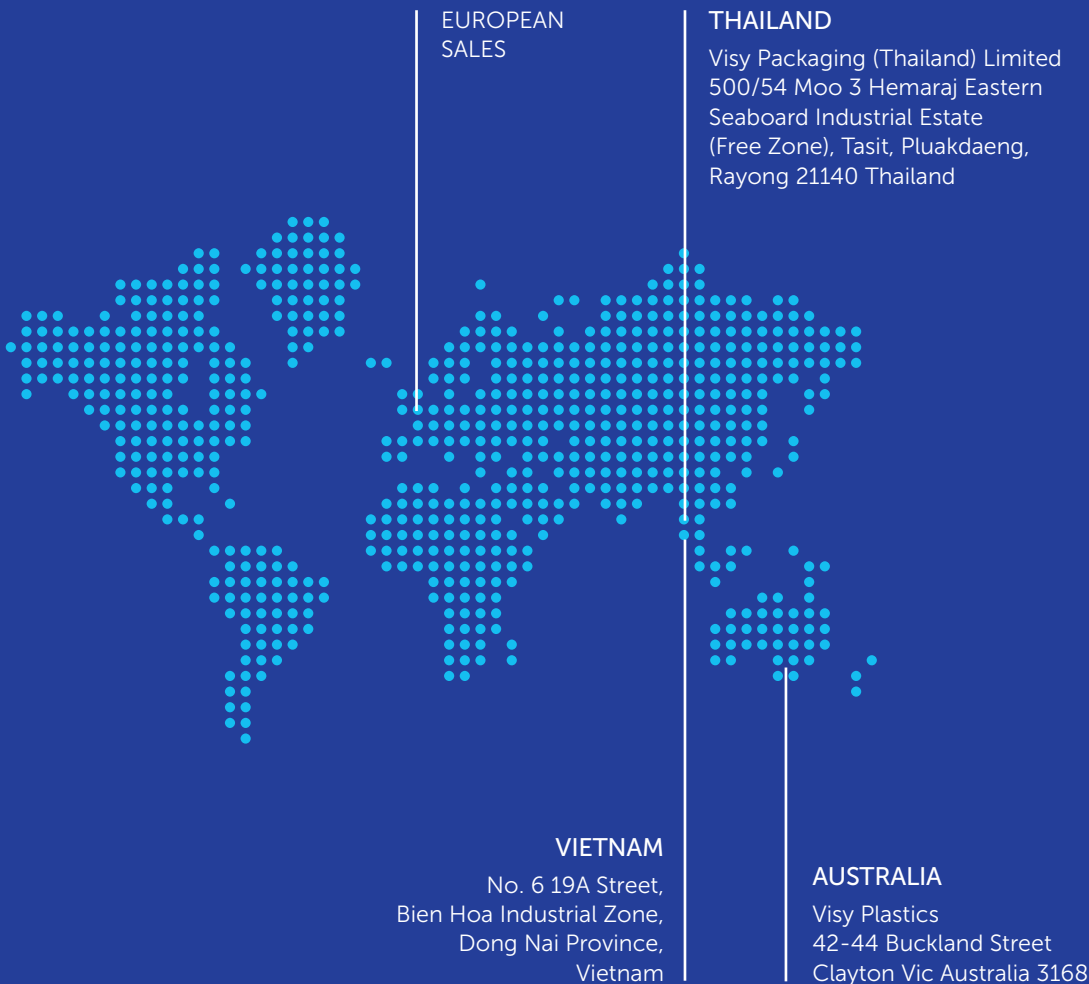 EUROPEAN
SALES
THAILAND
Visy Packaging (Thailand) Limited
500/54 Moo 3 Hemaraj Eastern
Seaboard Industrial Estate
(Free Zone), Tasit, Pluakdaeng,
Rayong 21140 Thailand
VIETNAM
No. 6 19A Street,
Bien Hoa Industrial Zone,
Dong Nai Province,
Vietnam
AUSTRALIA
Visy Plastics
42-44 Buckland Street
Clayton Vic Australia 3168